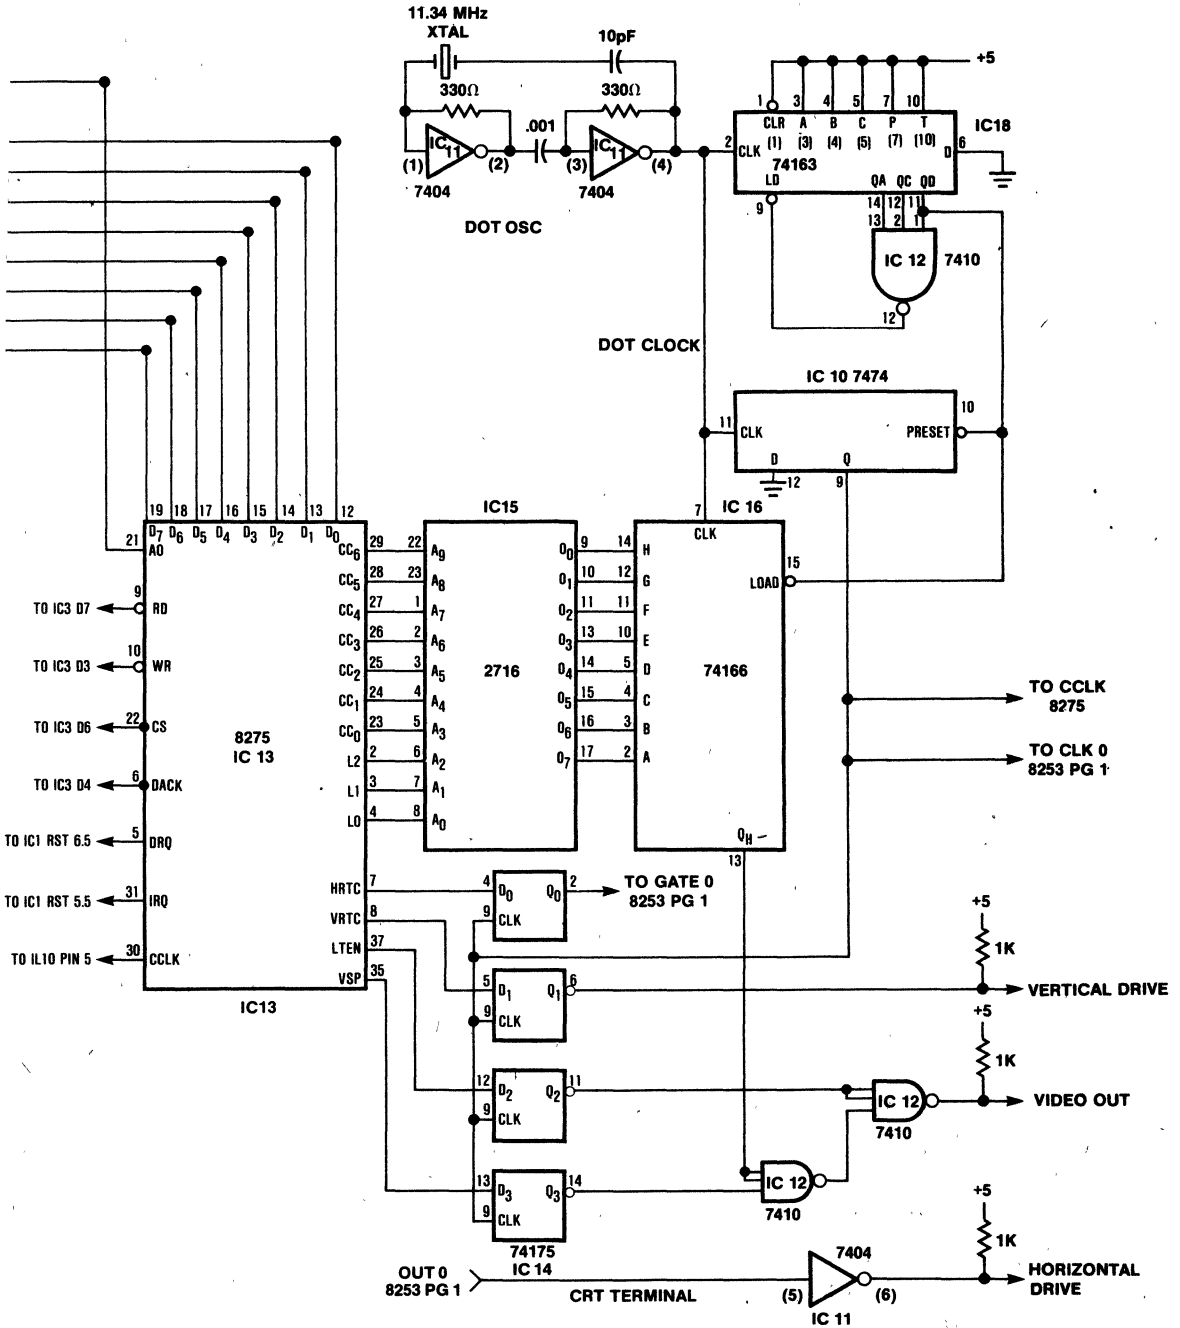 11.34 MHz
XTAL
10pF
330Ω
330Ω
.001
IC 11
IC 11
(1)
(2)
(3)
(4)
7404
7404
DOT OSC
+5
1 3 4 5 7 10
CLR A B C P T
(1) (3) (4) (5) (7) (10)
IC18
2 CLK
74163
D 6
LD
QA QC QD
9
14 12 11
13 2 1
IC 12
7410
12
DOT CLOCK
IC 10 7474
11 CLK
PRESET 10
D
Q
12
9
19 18 17 16 15 14 13 12
D7 D6 D5 D4 D3 D2 D1 D0
21 A0
TO IC3 D7 9 RD
TO IC3 D3 10 WR
TO IC3 D6 22 CS
TO IC3 D4 6 DACK
TO IC1 RST 6.5 5 DRQ
TO IC1 RST 5.5 31 IRQ
TO IL10 PIN 5 30 CCLK
8275
IC 13
CC6 29 22 A9
CC5 28 23 A8
CC4 27 1 A7
CC3 26 2 A6
CC2 25 3 A5
CC1 24 4 A4
CC0 23 5 A3
L2 2 6 A2
L1 3 7 A1
L0 4 8 A0
HRTC 7
VRTC 8
LTEN 37
VSP 35
IC13
IC15
2716
O0 9 14 H
O1 10 12 G
O2 11 11 F
O3 13 10 E
O4 14 5 D
O5 15 4 C
O6 16 3 B
O7 17 2 A
7
IC 16
CLK
LOAD 15
74166
QH
13
TO CCLK
8275
TO CLK 0
8253 PG 1
4 D0 Q0 2
9 CLK
TO GATE 0
8253 PG 1
5 D1 Q1 6
9 CLK
+5
1K
VERTICAL DRIVE
12 D2 Q2 11
9 CLK
+5
1K
IC 12
7410
VIDEO OUT
13 D3 Q3 14
9 CLK
IC 12
7410
74175
IC 14
OUT 0
8253 PG 1
CRT TERMINAL
7404
(5)
(6)
IC 11
+5
1K
HORIZONTAL
DRIVE